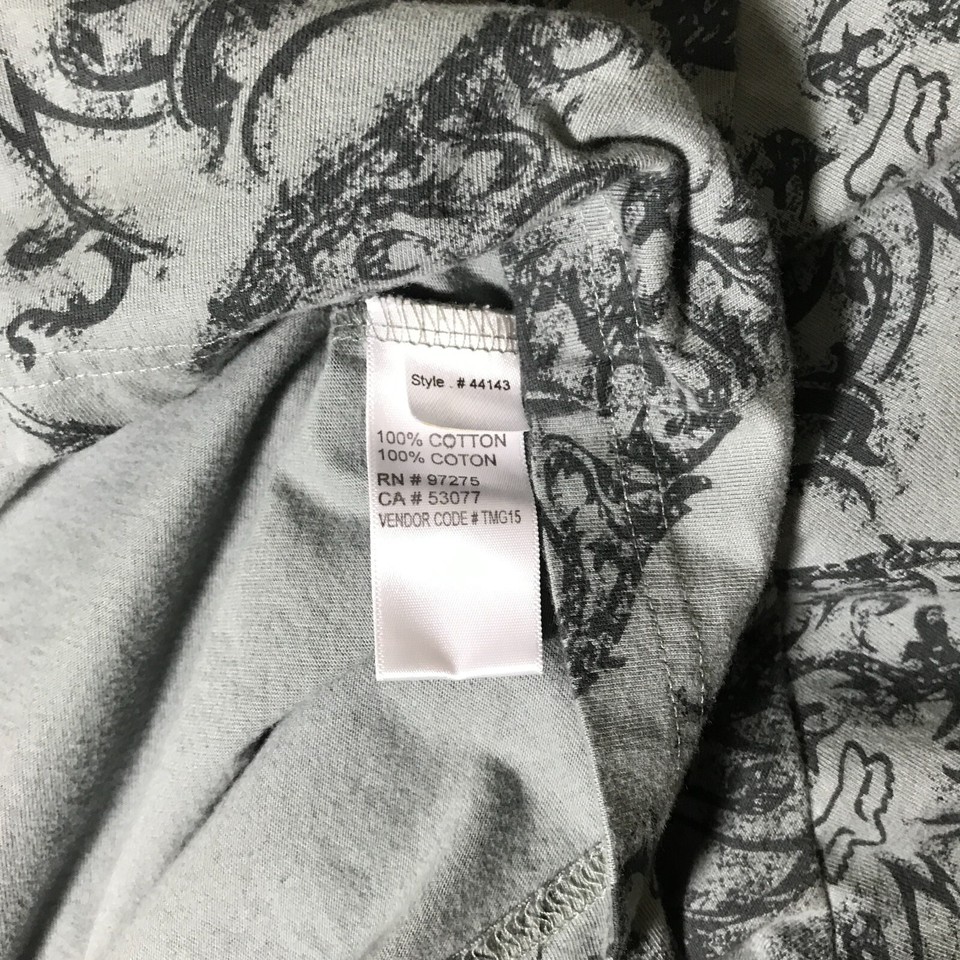 Style . # 44143
100% COTTON
100% COTON
RN # 97275
CA # 53077
VENDOR CODE # TMG15